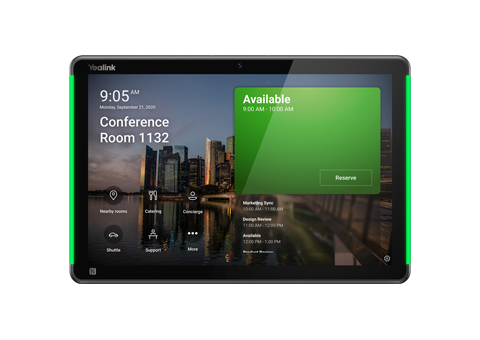 Yealink
9:05 AM
Monday, September 21, 2020
Conference
Room 1132
Nearby rooms
Catering
Concierge
Shuttle
Support
More
Available
9:00 AM - 10:00 AM
Reserve
Marketing Sync
10:00 AM - 11:00 AM
Design Review
11:00 AM - 12:00 PM
Available
12:00 PM - 1:00 PM
Product Review